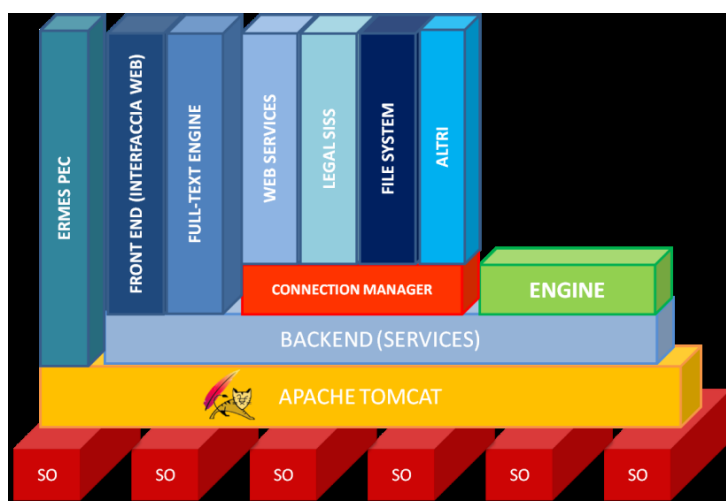 ERMES PEC
FRONT END (INTERFACCIA WEB)
FULL-TEXT ENGINE
WEB SERVICES
LEGAL SISS
FILE SYSTEM
ALTRI
CONNECTION MANAGER
ENGINE
BACKEND (SERVICES)
APACHE TOMCAT
SO
SO
SO
SO
SO
SO